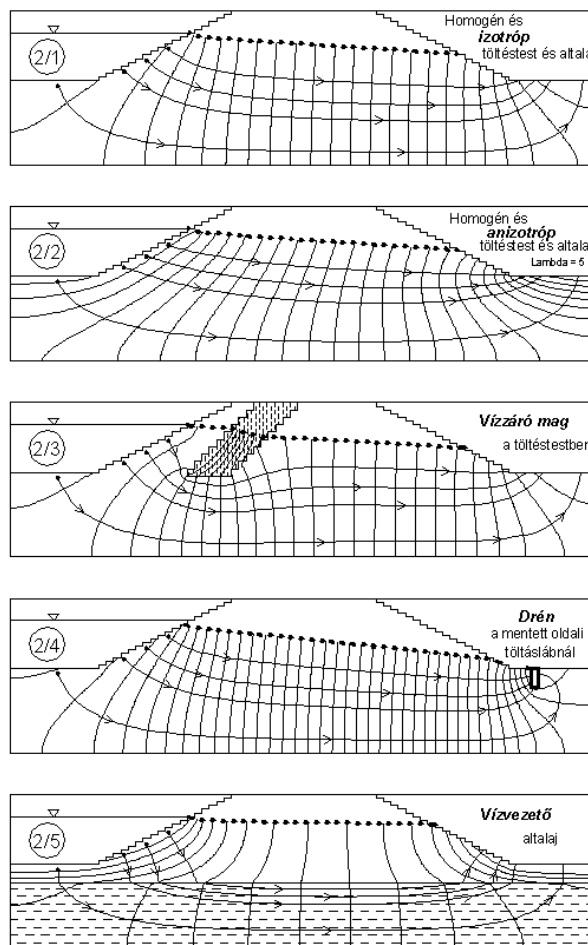 2/1
Homogén és
izotróp
töltéstest és altala
2/2
Homogén és
anizotróp
töltéstest és altala
Lambda = 5
2/3
Vízzáró mag
a töltéstestben
2/4
Drén
a mentett oldali
töltáslábnál
2/5
Vízvezető
altalaj